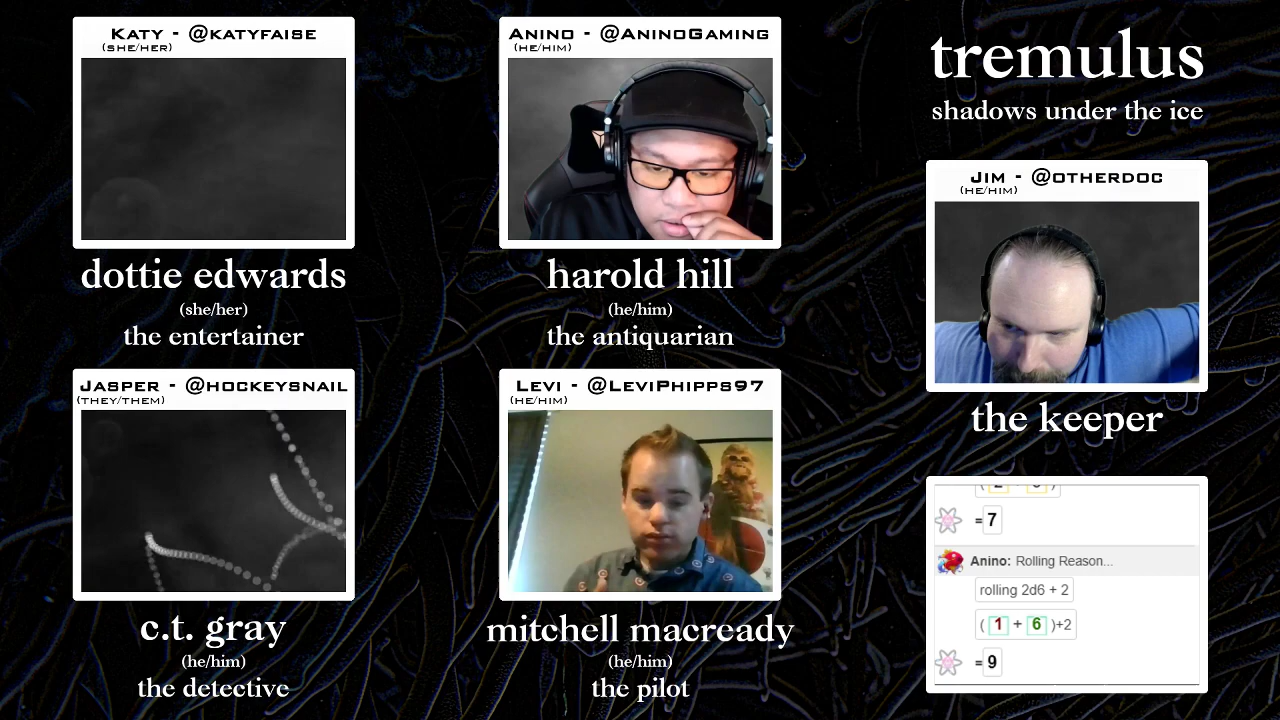 Katy - @katyfaise
(she/her)
dottie edwards
(she/her)
the entertainer
Anino - @AninoGaming
(he/him)
harold hill
(he/him)
the antiquarian
tremulus
shadows under the ice
Jim - @otherdoc
(he/him)
the keeper
Jasper - @hockeysnail
(they/them)
c.t. gray
(he/him)
the detective
Levi - @LeviPhipps97
(he/him)
mitchell macready
(he/him)
the pilot
=7
Anino: Rolling Reason...
rolling 2d6 + 2
(1 + 6)+2
=9